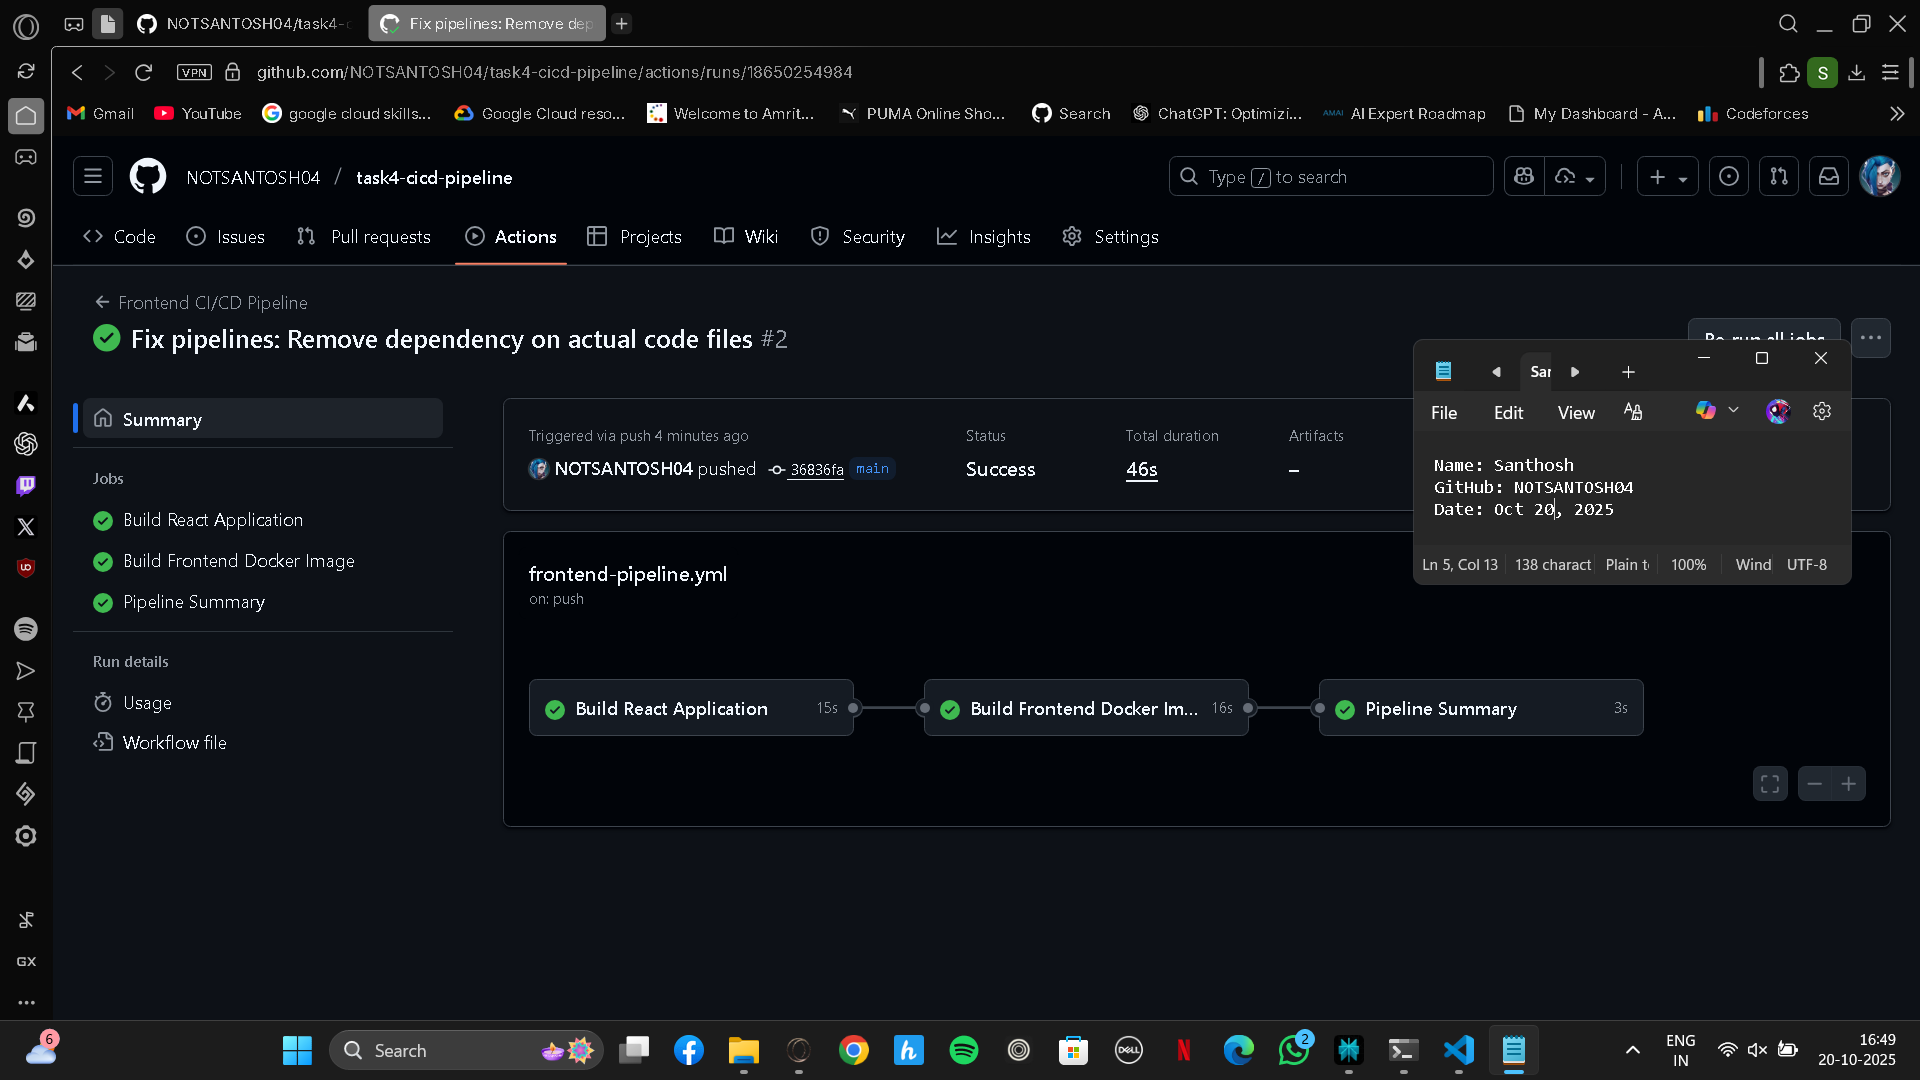 NOTSANTOSH04/task4-c
Fix pipelines: Remove dep
VPN
github.com/NOTSANTOSH04/task4-cicd-pipeline/actions/runs/18650254984
S
Gmail
YouTube
google cloud skills...
Google Cloud reso...
Welcome to Amrit...
PUMA Online Sho...
Search
ChatGPT: Optimizi...
AMAI
AI Expert Roadmap
My Dashboard - A...
Codeforces
NOTSANTOSH04 / task4-cicd-pipeline
Type / to search
Code
Issues
Pull requests
Actions
Projects
Wiki
Security
Insights
Settings
Frontend CI/CD Pipeline
Fix pipelines: Remove dependency on actual code files #2
Re-run all jobs
Summary
Jobs
Build React Application
Build Frontend Docker Image
Pipeline Summary
Run details
Usage
Workflow file
Triggered via push 4 minutes ago
NOTSANTOSH04 pushed 36836fa main
Status
Success
Total duration
46s
Artifacts
–
frontend-pipeline.yml
on: push
Build React Application 15s
Build Frontend Docker Im... 16s
Pipeline Summary 3s
San
File Edit View
Name: Santhosh
GitHub: NOTSANTOSH04
Date: Oct 20, 2025
Ln 5, Col 13 138 charact Plain t 100% Wind UTF-8
GX
6
Search
h
DELL
N
2
ENG
IN
16:49
20-10-2025